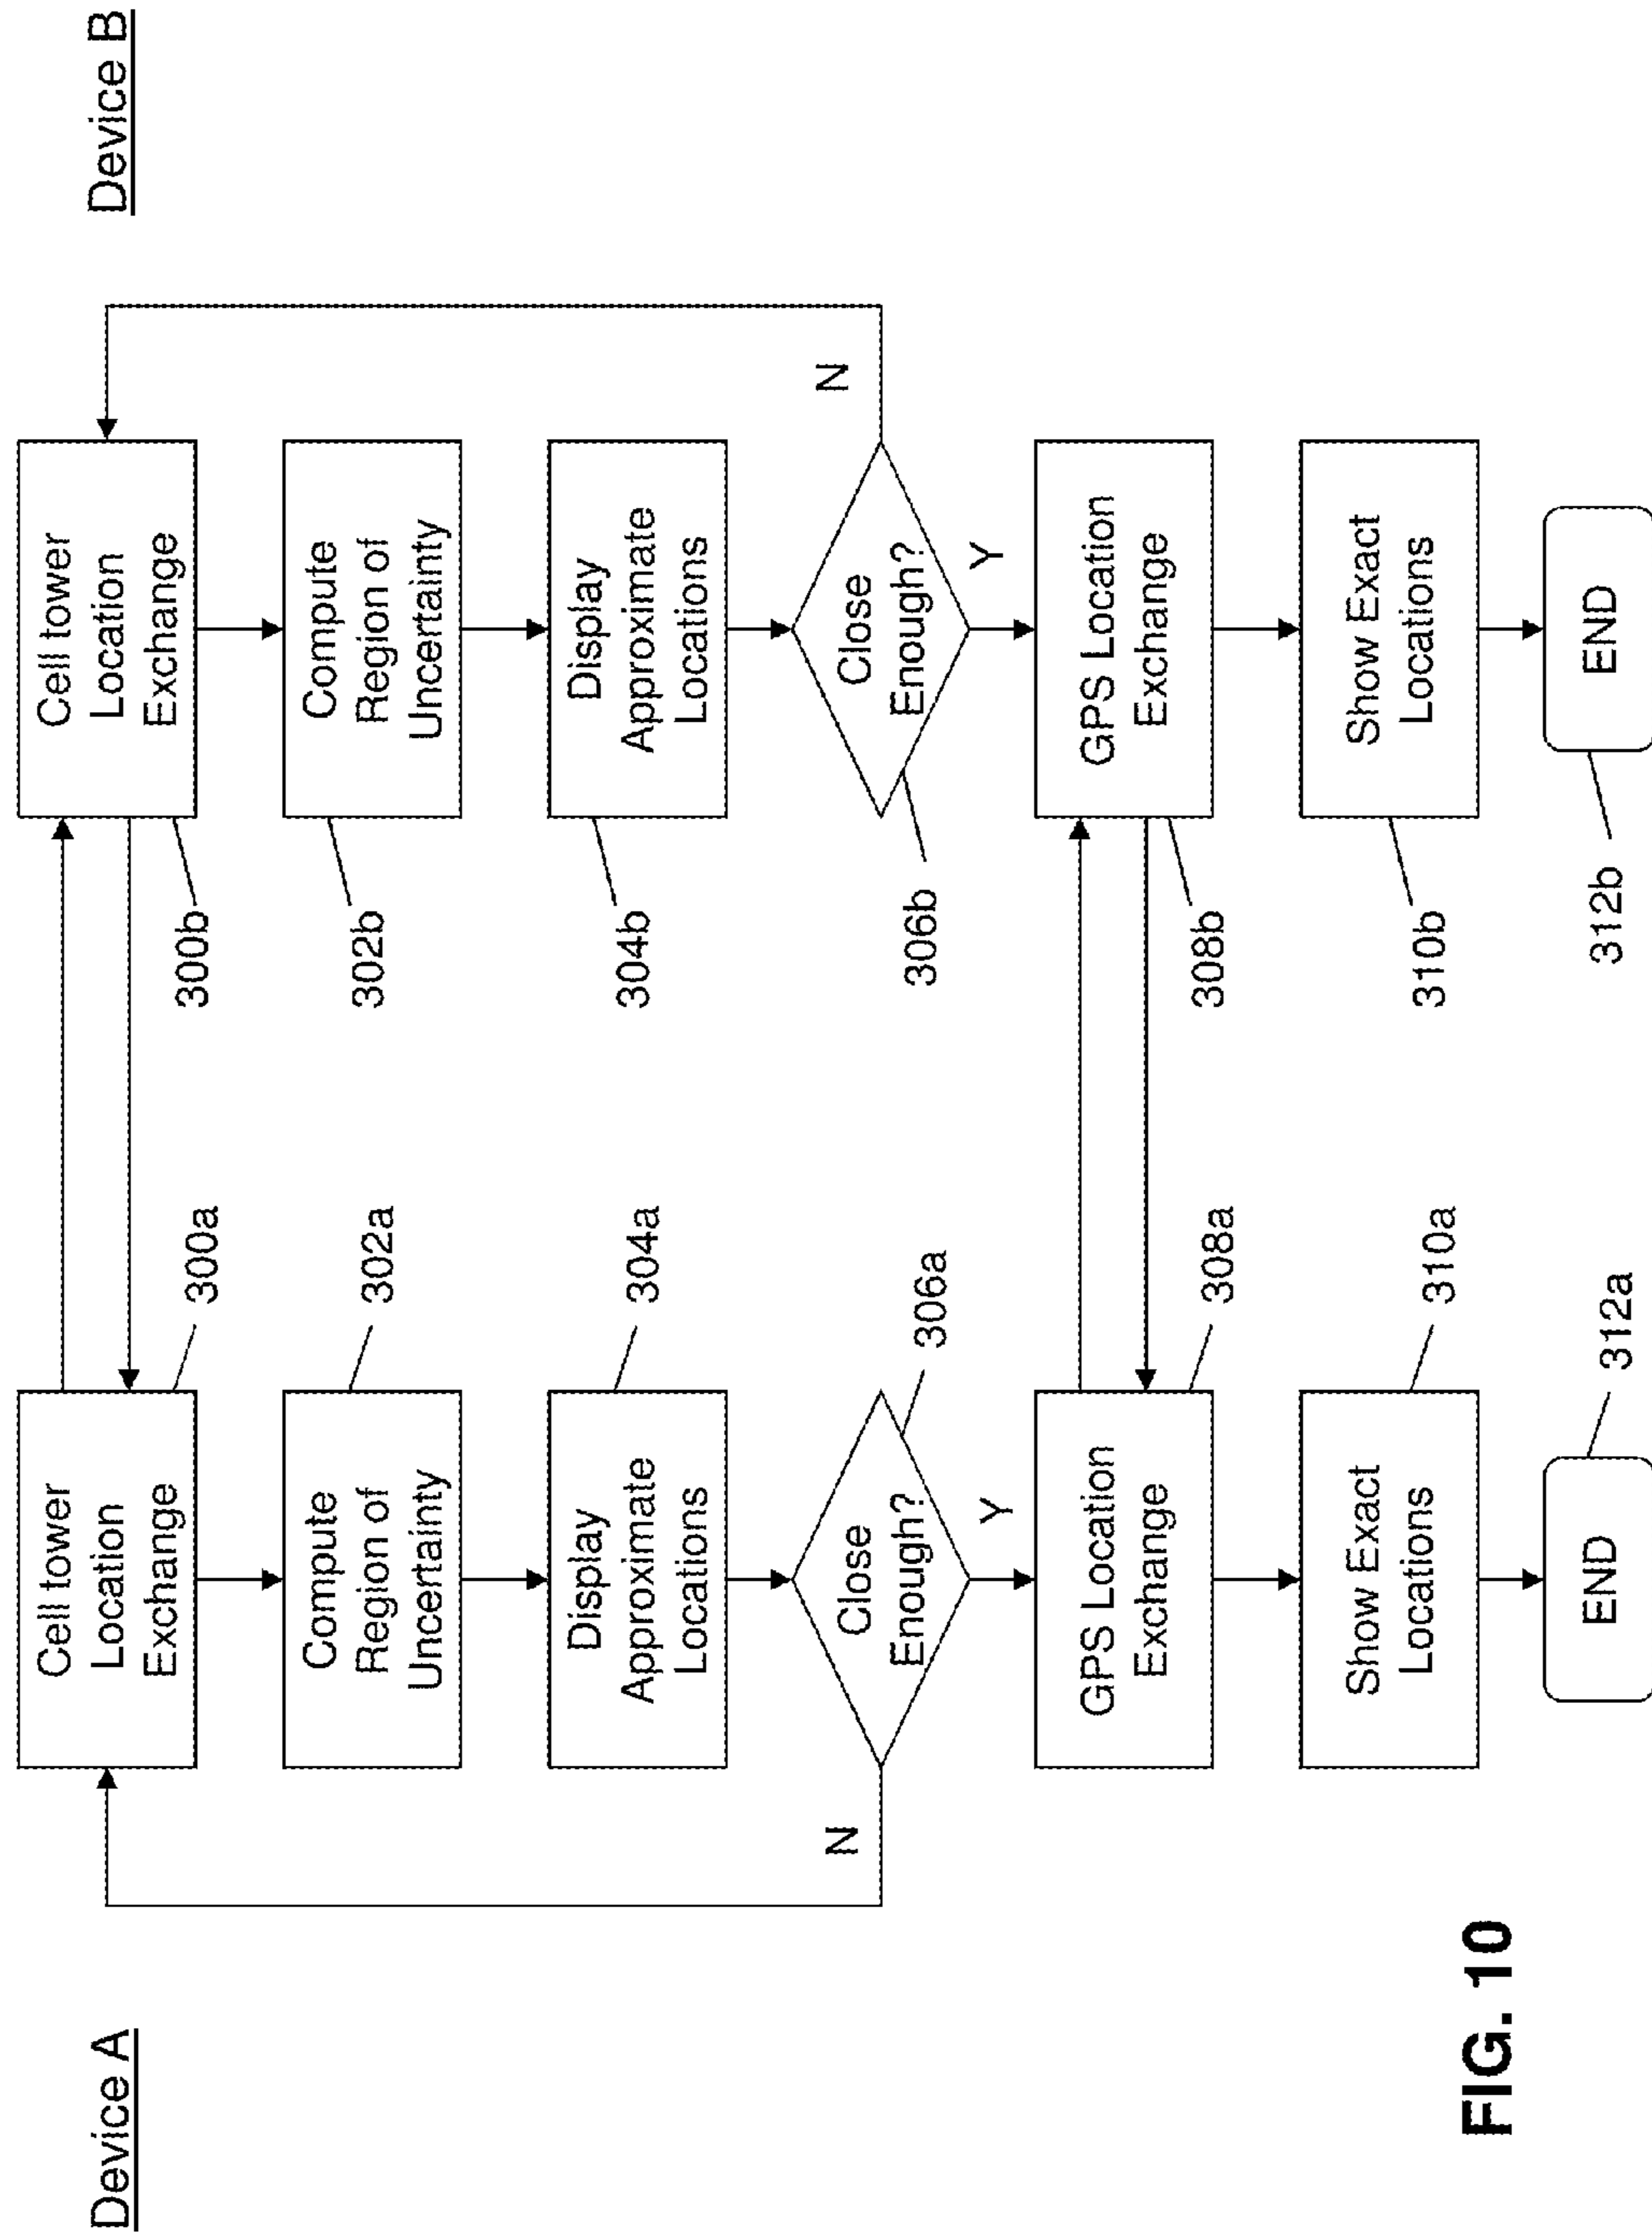 Device A
Device B
Cell tower
Location
Exchange
300a
Cell tower
Location
Exchange
300b
Compute
Region of
Uncertainty
302a
Compute
Region of
Uncertainty
302b
Display
Approximate
Locations
304a
Display
Approximate
Locations
304b
N
Close
Enough?
306a
Y
Close
Enough?
306b
N
Y
GPS Location
Exchange
308a
GPS Location
Exchange
308b
Show Exact
Locations
310a
Show Exact
Locations
310b
END
312a
END
312b
FIG. 10